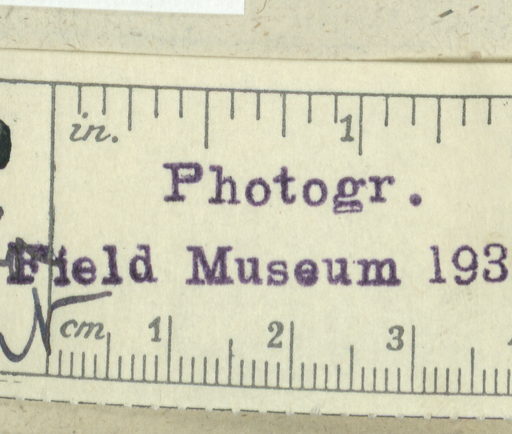 in. 1
Photogr.
Field Museum 193
cm 1 2 3